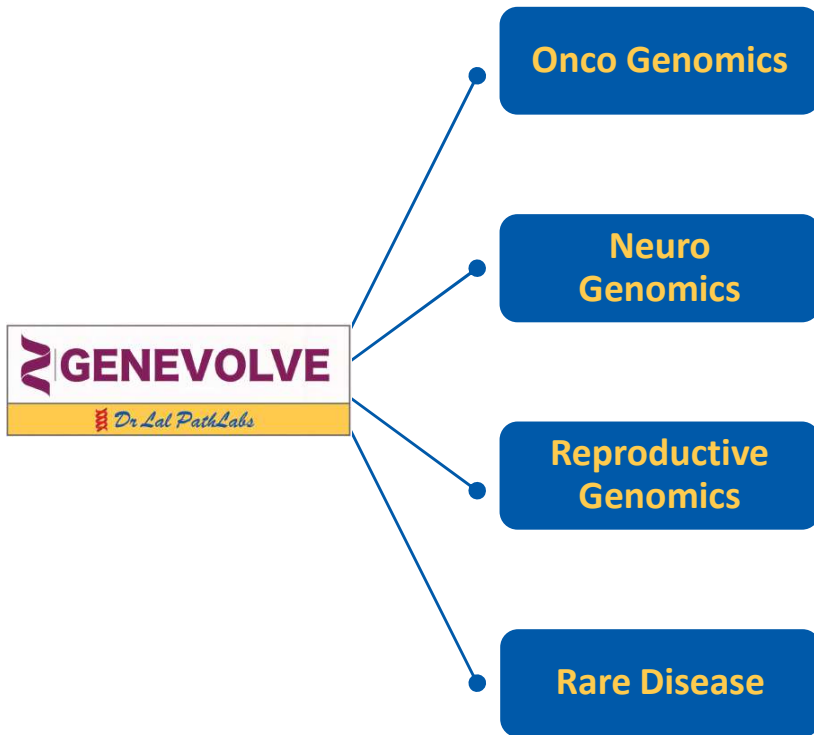 Onco Genomics
Neuro
Genomics
GENEVOLVE
Dr Lal PathLabs
Reproductive
Genomics
Rare Disease